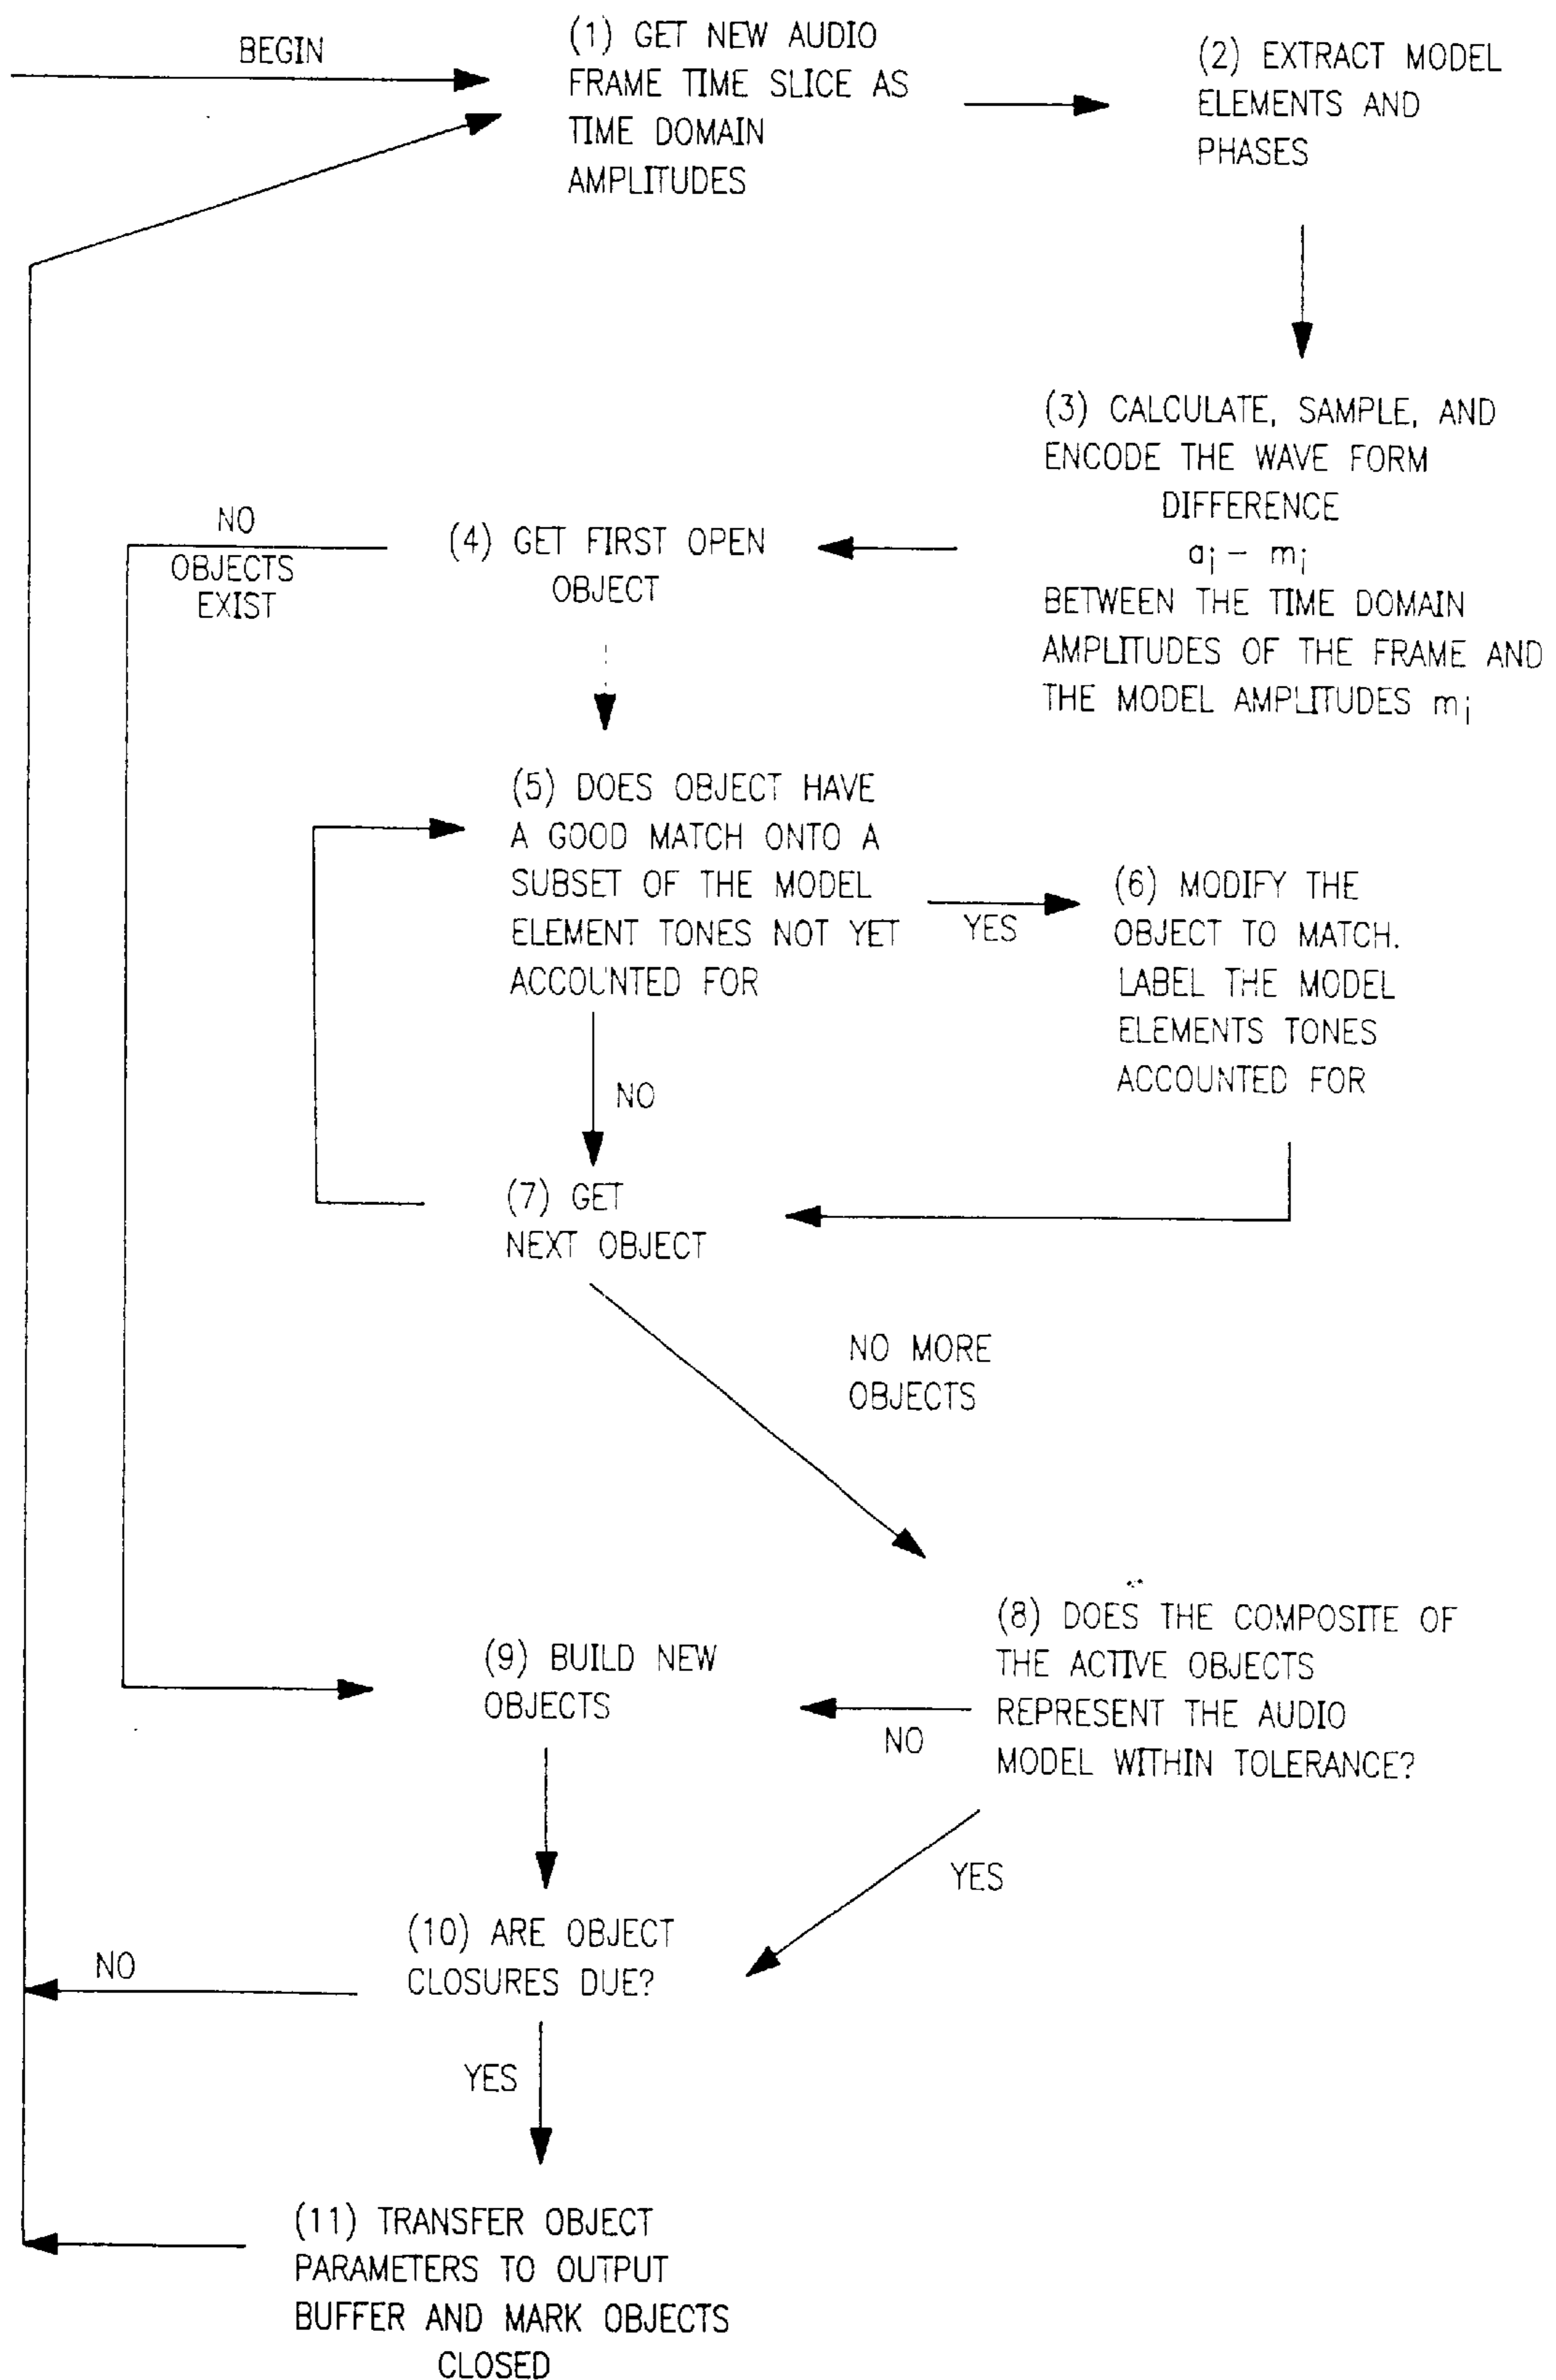 BEGIN
(1) GET NEW AUDIO
FRAME TIME SLICE AS
TIME DOMAIN
AMPLITUDES
(2) EXTRACT MODEL
ELEMENTS AND
PHASES
(3) CALCULATE, SAMPLE, AND
ENCODE THE WAVE FORM
DIFFERENCE
aᵢ – mᵢ
BETWEEN THE TIME DOMAIN
AMPLITUDES OF THE FRAME AND
THE MODEL AMPLITUDES mᵢ
(4) GET FIRST OPEN
OBJECT
NO
OBJECTS
EXIST
(5) DOES OBJECT HAVE
A GOOD MATCH ONTO A
SUBSET OF THE MODEL
ELEMENT TONES NOT YET
ACCOUNTED FOR
YES
(6) MODIFY THE
OBJECT TO MATCH.
LABEL THE MODEL
ELEMENTS TONES
ACCOUNTED FOR
NO
(7) GET
NEXT OBJECT
NO MORE
OBJECTS
(8) DOES THE COMPOSITE OF
THE ACTIVE OBJECTS
REPRESENT THE AUDIO
MODEL WITHIN TOLERANCE?
NO
(9) BUILD NEW
OBJECTS
YES
(10) ARE OBJECT
CLOSURES DUE?
NO
YES
(11) TRANSFER OBJECT
PARAMETERS TO OUTPUT
BUFFER AND MARK OBJECTS
CLOSED